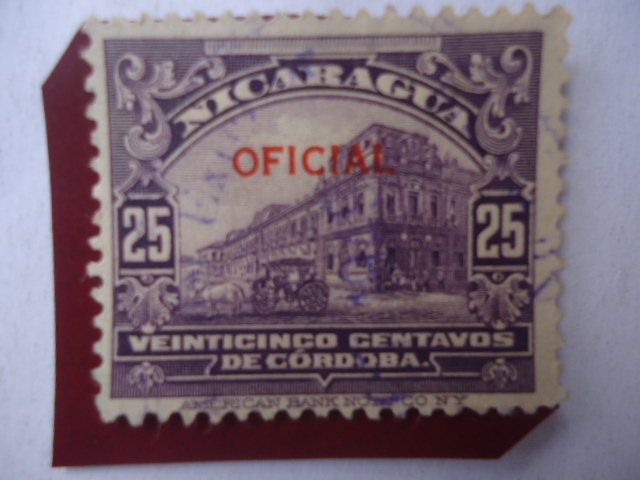 NICARAGUA
OFICIAL
25 25
VEINTICINCO CENTAVOS
DE CÓRDOBA.
AMERICAN BANK NOTE CO N.Y.